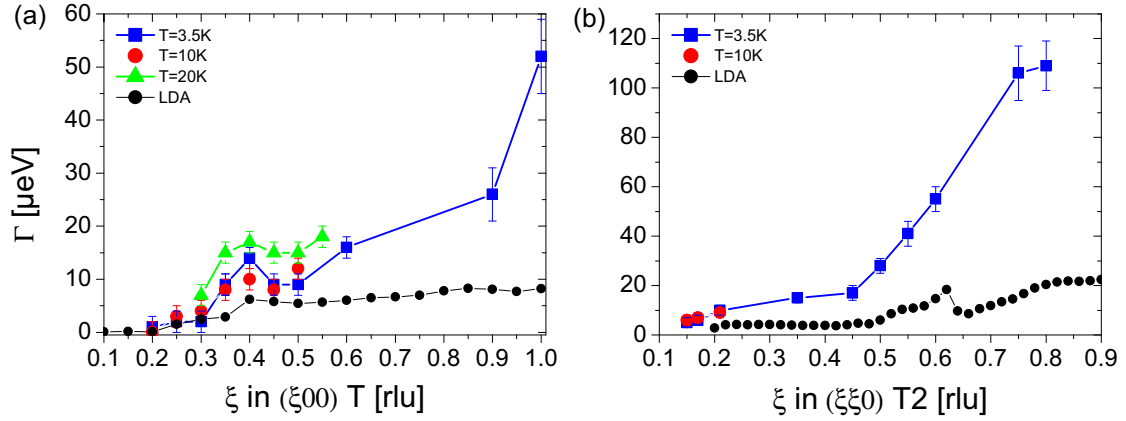 (a)
60
50
40
30
20
10
0
Γ [μeV]
T=3.5K
T=10K
T=20K
LDA
0.1 0.2 0.3 0.4 0.5 0.6 0.7 0.8 0.9 1.0
ξ in (ξ00) T [rlu]
(b)
120
100
80
60
40
20
0
T=3.5K
T=10K
LDA
0.1 0.2 0.3 0.4 0.5 0.6 0.7 0.8 0.9
ξ in (ξξ0) T2 [rlu]